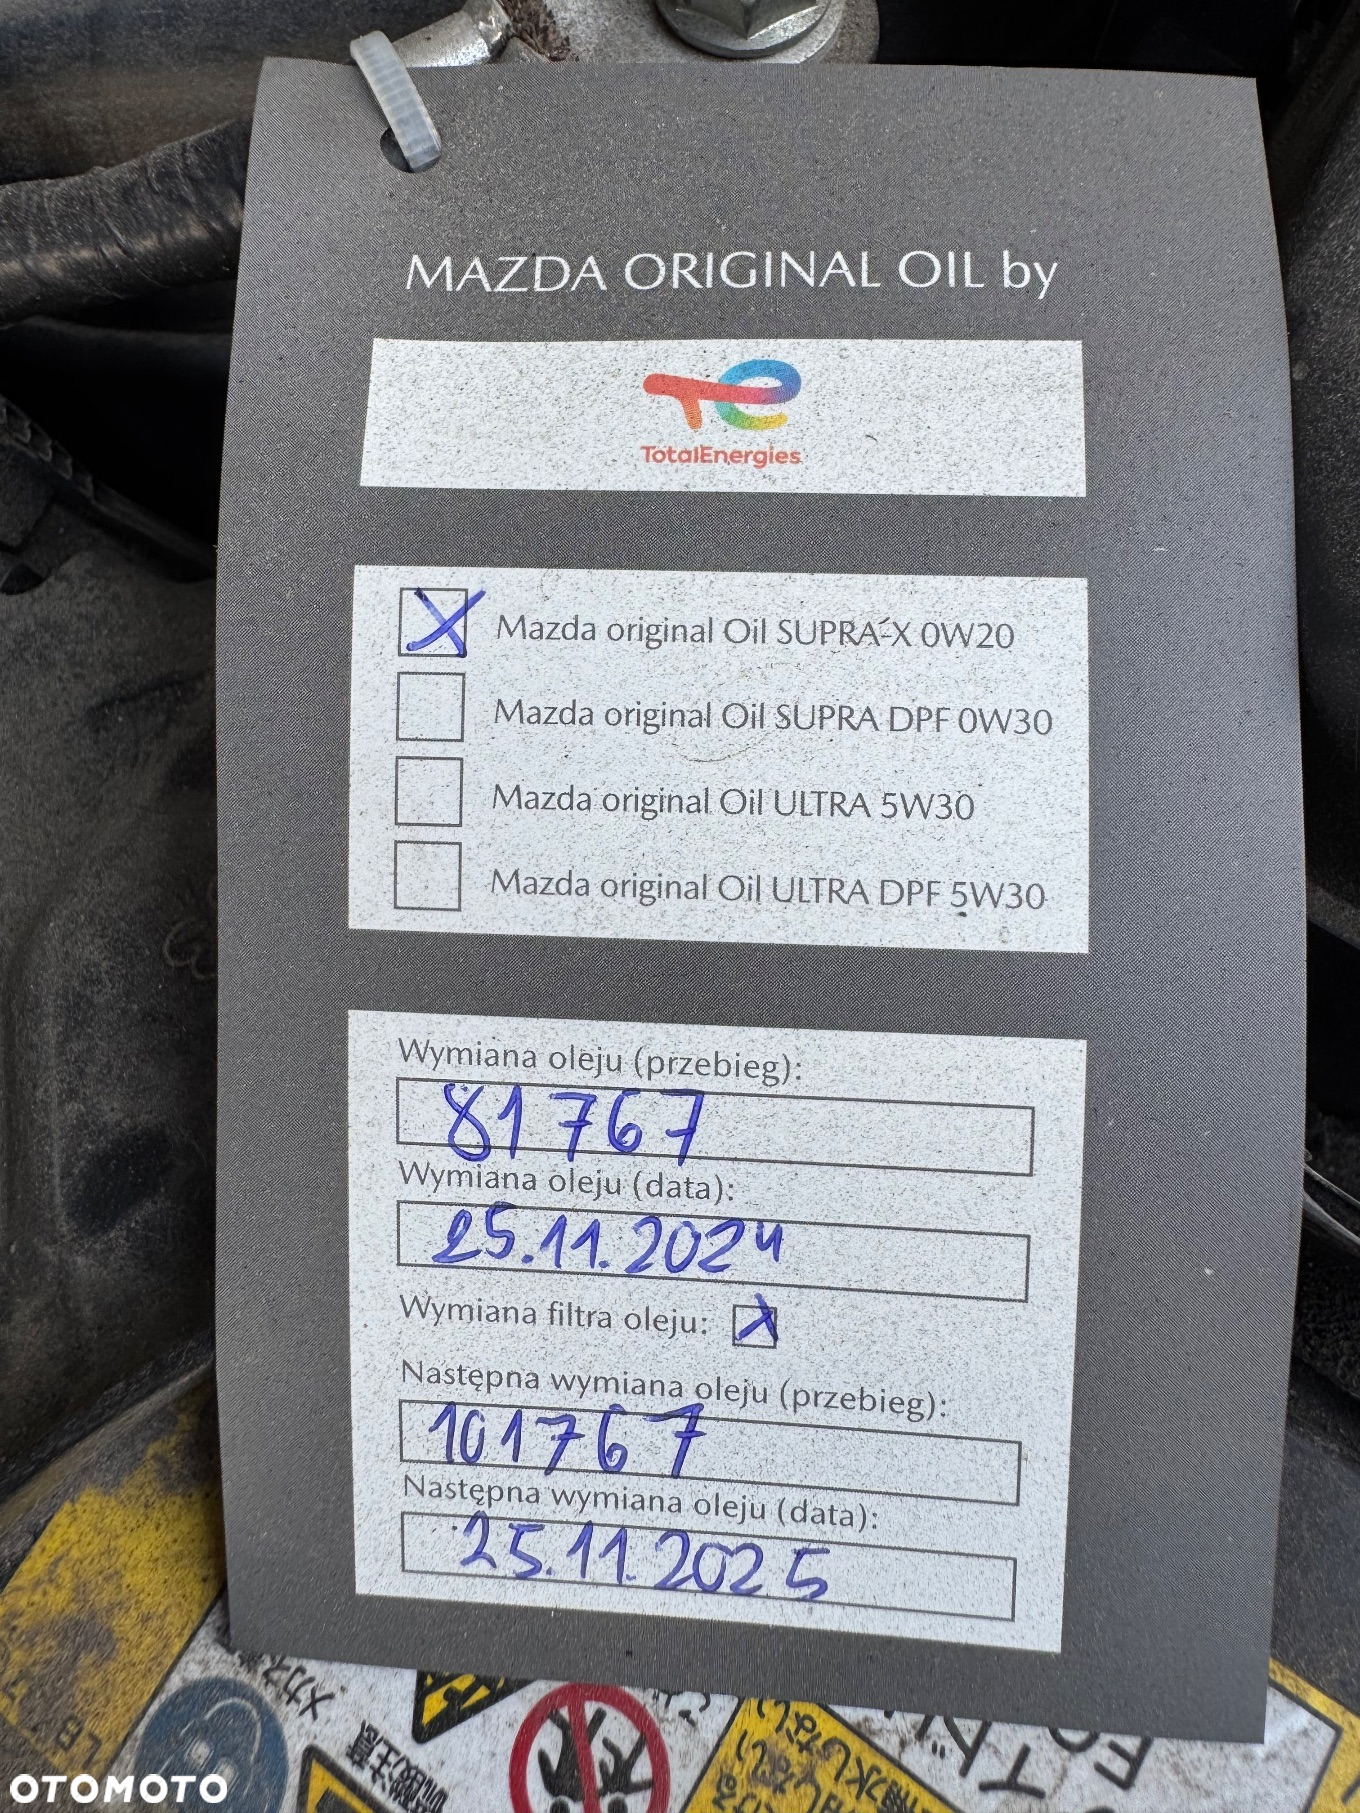 MAZDA ORIGINAL OIL by
TotalEnergies
Mazda original Oil SUPRA-X 0W20
Mazda original Oil SUPRA DPF 0W30
Mazda original Oil ULTRA 5W30
Mazda original Oil ULTRA DPF 5W30
Wymiana oleju (przebieg):
81767
Wymiana oleju (data):
25.11.2024
Wymiana filtra oleju: X
Następna wymiana oleju (przebieg):
101767
Następna wymiana oleju (data):
25.11.2025
OTOMOTO